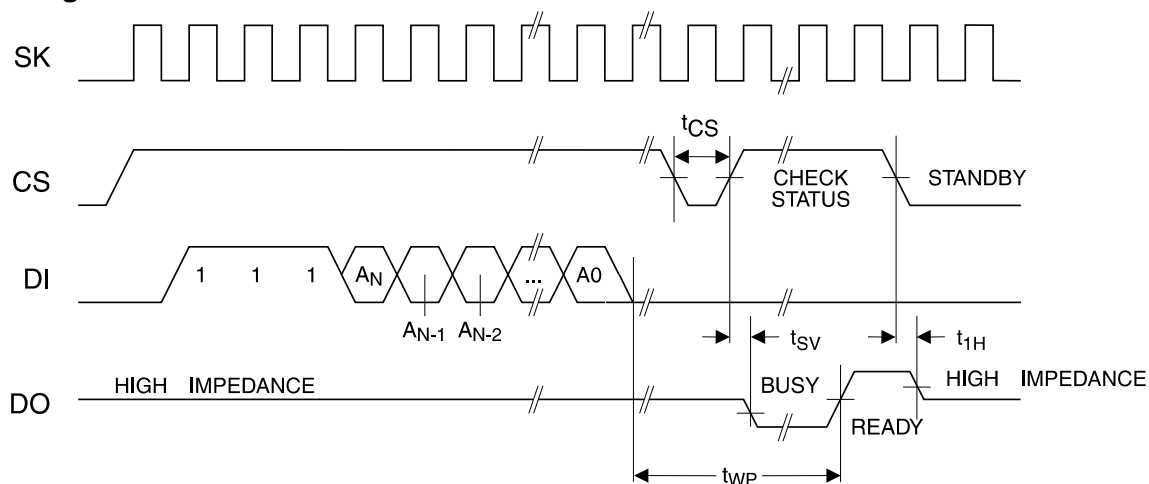 SK
tCS
CS
CHECK
STATUS
STANDBY
DI
1 1 1 AN ... A0
AN-1 AN-2
tSV
t1H
DO
HIGH IMPEDANCE
BUSY
HIGH IMPEDANCE
READY
tWP